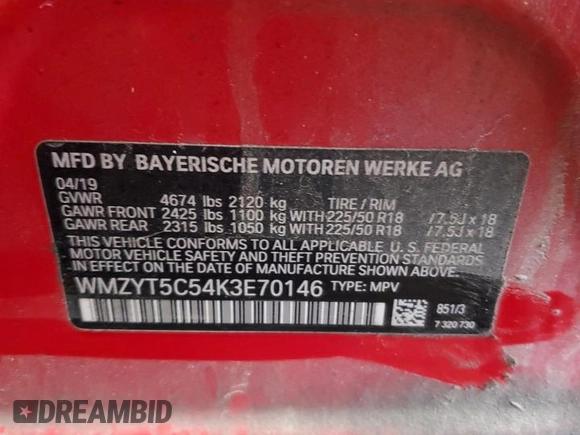 MFD BY BAYERISCHE MOTOREN WERKE AG
04/19
GVWR 4674 lbs 2120 kg TIRE / RIM
GAWR FRONT 2425 lbs 1100 kg WITH 225/50 R18 / 7.5J x 18
GAWR REAR 2315 lbs 1050 kg WITH 225/50 R18 / 7.5J x 18
THIS VEHICLE CONFORMS TO ALL APPLICABLE U. S. FEDERAL
MOTOR VEHICLE SAFETY AND THEFT PREVENTION STANDARDS
IN EFFECT ON THE DATE OF MANUFACTURE SHOWN ABOVE.
WMZYT5C54K3E70146 TYPE: MPV
851/3
7 320 730
DREAMBID